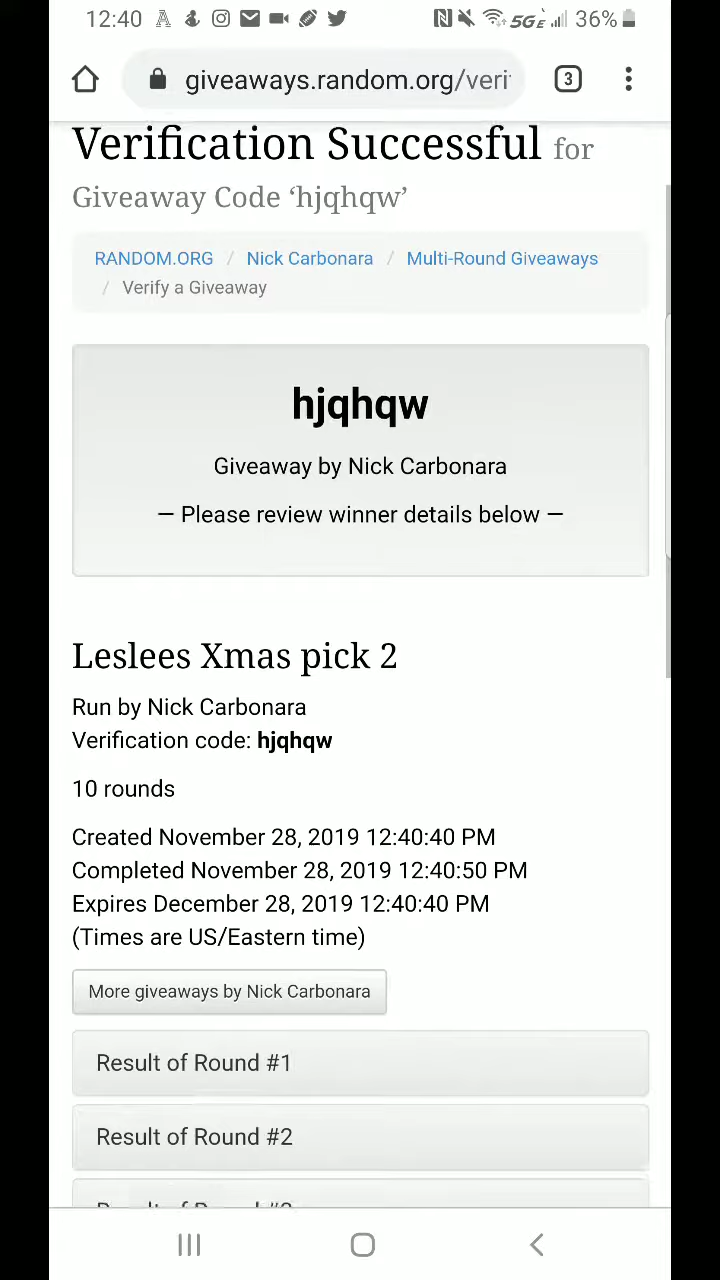 12:40 5GE 36%
giveaways.random.org/veri 3
Verification Successful for
Giveaway Code ‘hjqhqw’
RANDOM.ORG / Nick Carbonara / Multi-Round Giveaways
/ Verify a Giveaway
hjqhqw
Giveaway by Nick Carbonara
— Please review winner details below —
Leslees Xmas pick 2
Run by Nick Carbonara
Verification code: hjqhqw
10 rounds
Created November 28, 2019 12:40:40 PM
Completed November 28, 2019 12:40:50 PM
Expires December 28, 2019 12:40:40 PM
(Times are US/Eastern time)
More giveaways by Nick Carbonara
Result of Round #1
Result of Round #2